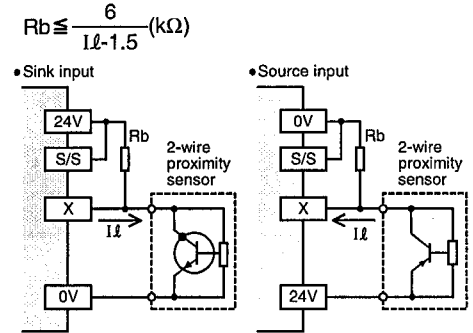 Rb≦ 6 / Iℓ-1.5 (kΩ)
• Sink input
• Source input
24V
S/S
X
0V
Rb
Iℓ
2-wire
proximity
sensor
0V
S/S
X
24V
Rb
Iℓ
2-wire
proximity
sensor